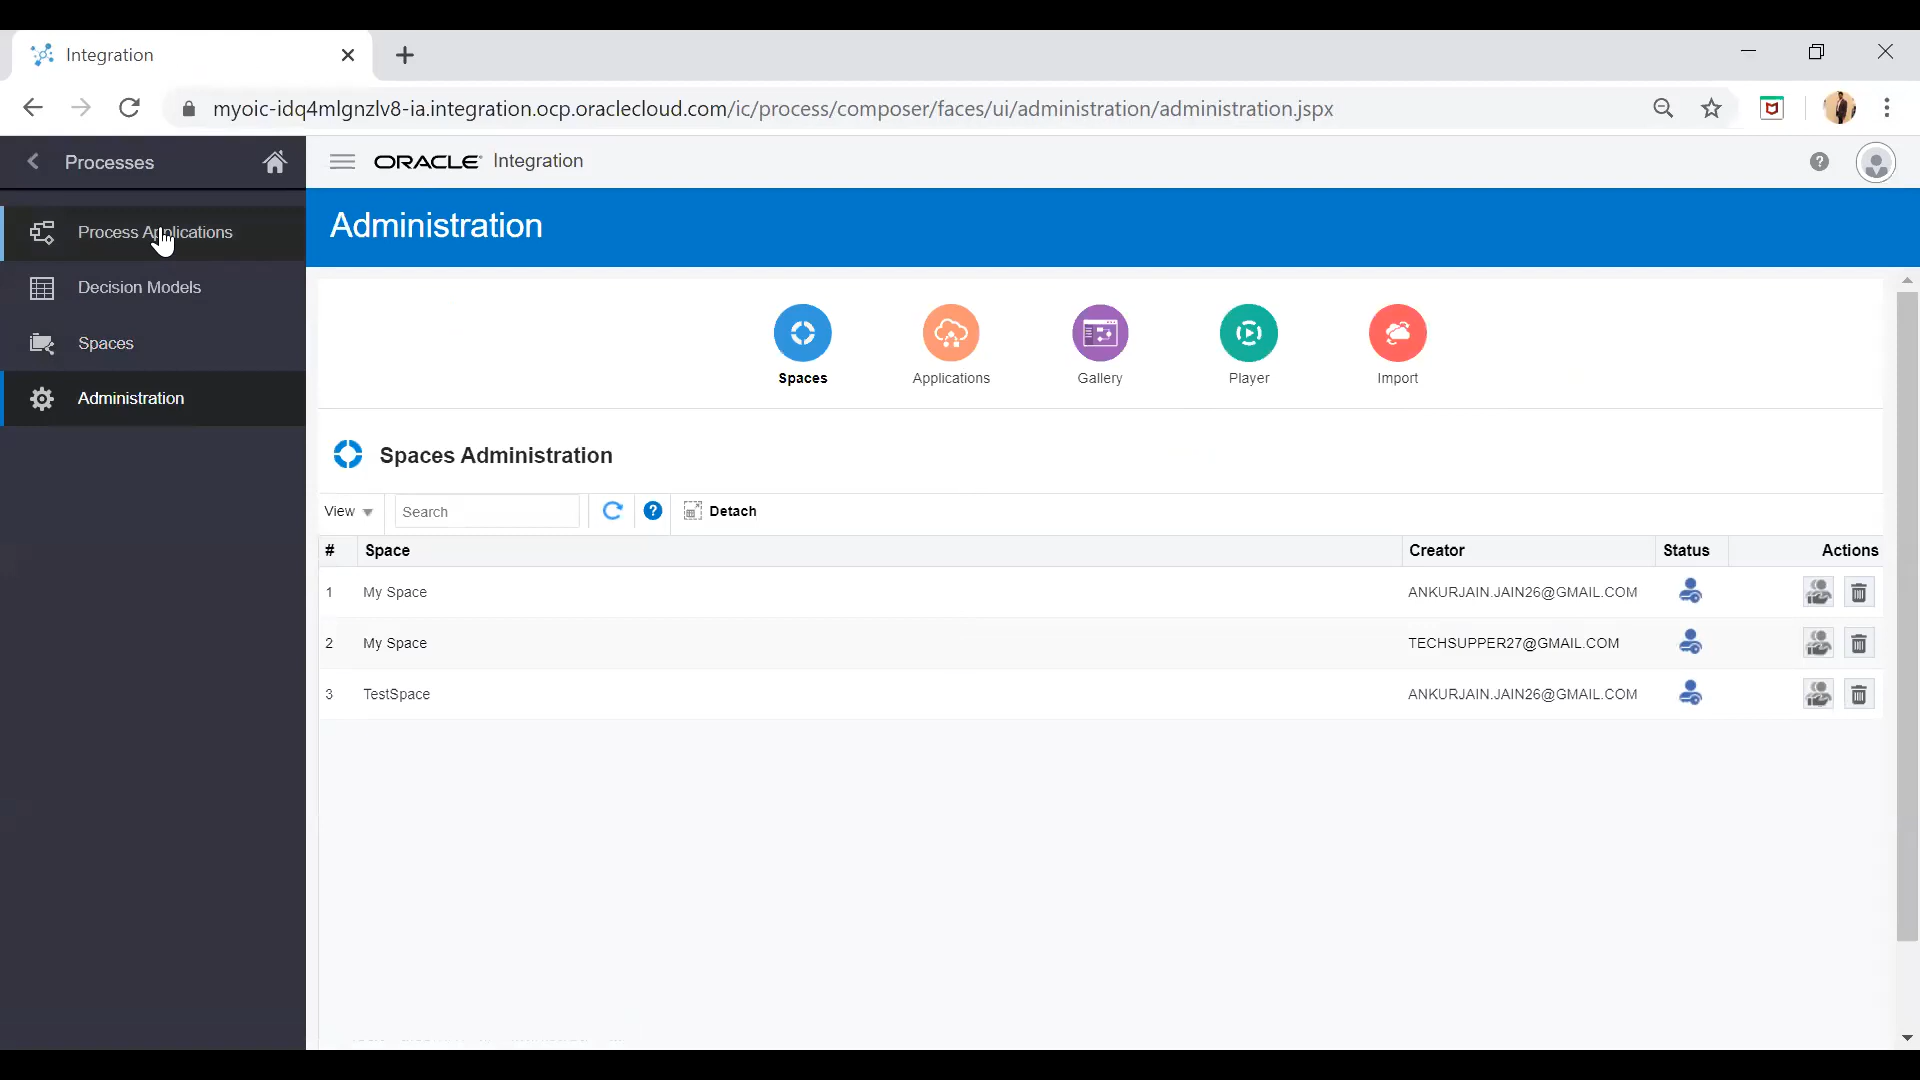 Integration
myoic-idq4mlgnzlv8-ia.integration.ocp.oraclecloud.com/ic/process/composer/faces/ui/administration/administration.jspx
Processes
ORACLE Integration
Process Applications
Decision Models
Spaces
Administration
Administration
Spaces
Applications
Gallery
Player
Import
Spaces Administration
View
Search
Detach
# Space Creator Status Actions
1 My Space ANKURJAIN.JAIN26@GMAIL.COM
2 My Space TECHSUPPER27@GMAIL.COM
3 TestSpace ANKURJAIN.JAIN26@GMAIL.COM